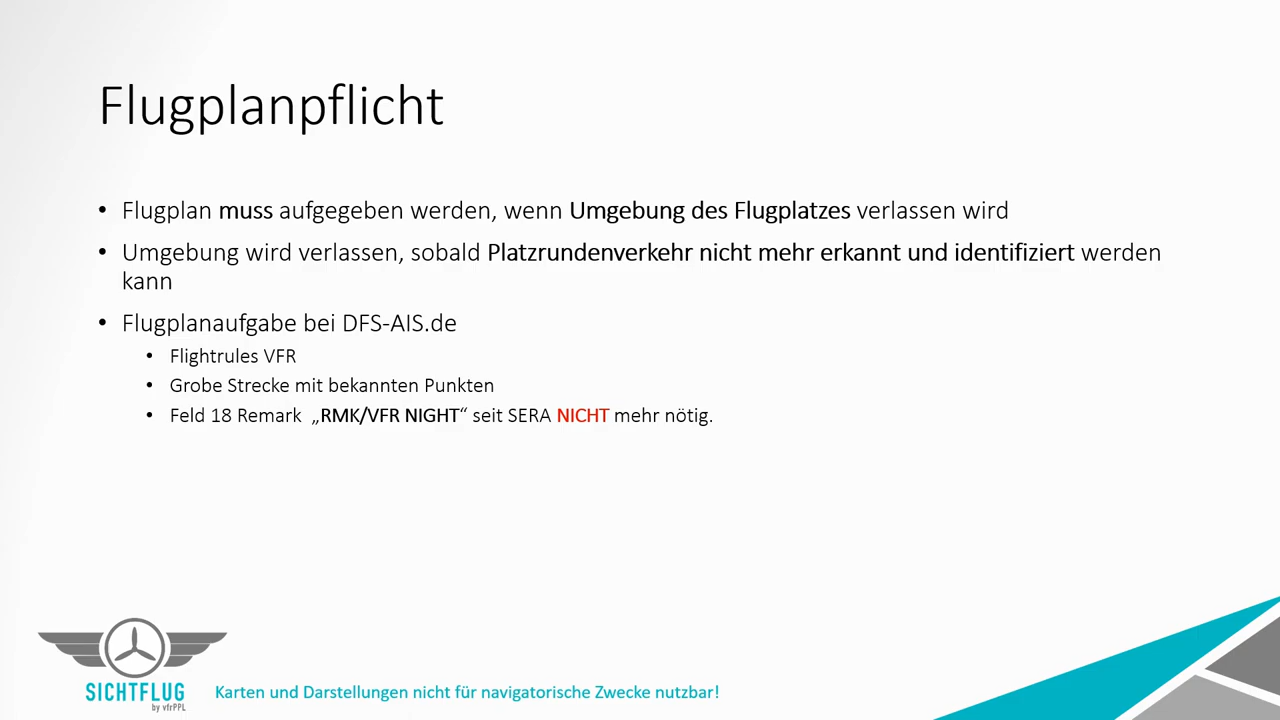 Flugplanpflicht
• Flugplan muss aufgegeben werden, wenn Umgebung des Flugplatzes verlassen wird
• Umgebung wird verlassen, sobald Platzrundenverkehr nicht mehr erkannt und identifiziert werden
kann
• Flugplanaufgabe bei DFS-AIS.de
• Flightrules VFR
• Grobe Strecke mit bekannten Punkten
• Feld 18 Remark „RMK/VFR NIGHT“ seit SERA NICHT mehr nötig.
SICHTFLUG
by vfrPPL
Karten und Darstellungen nicht für navigatorische Zwecke nutzbar!